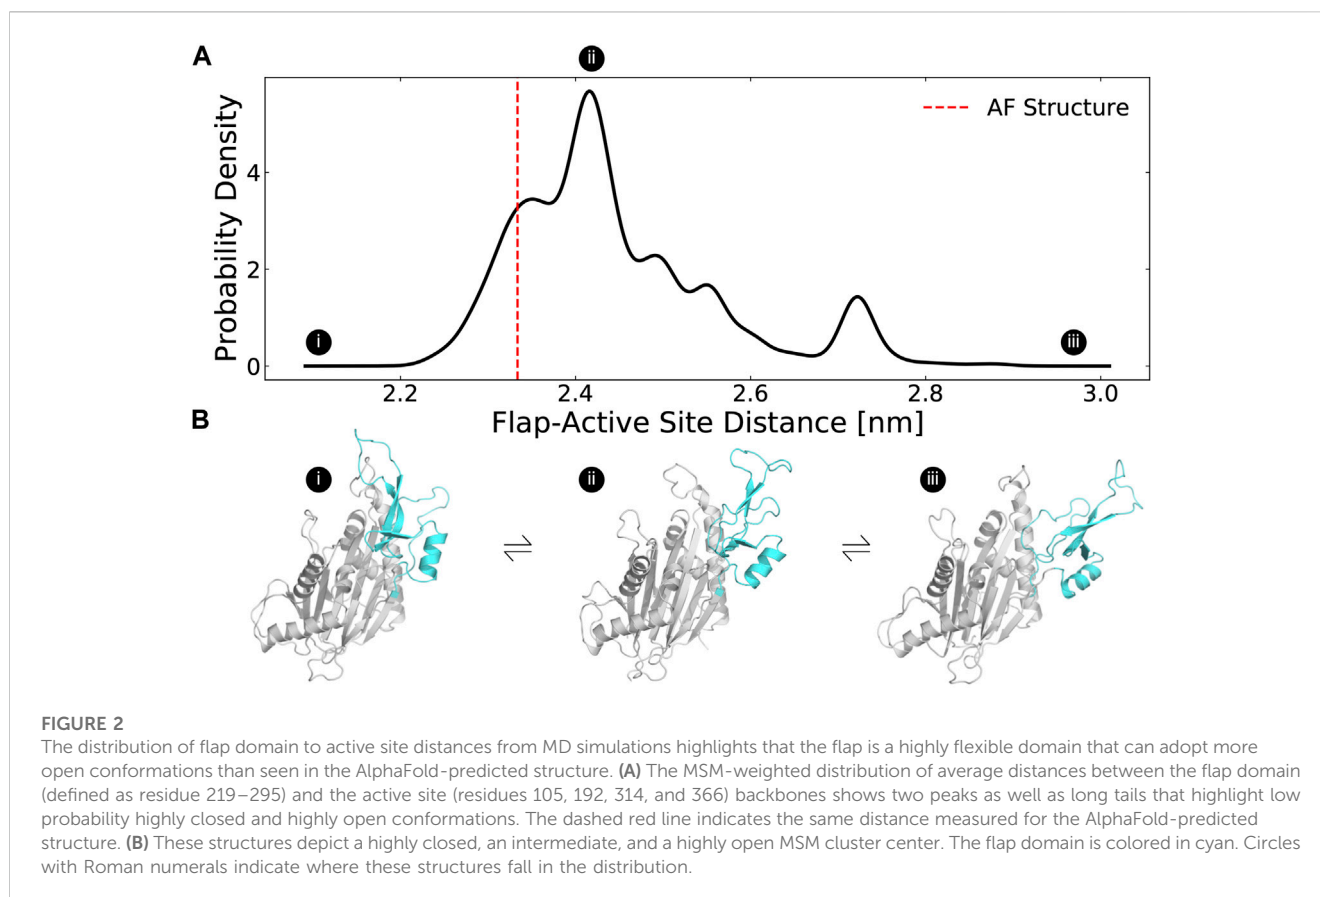 A
ii
Probability Density
AF Structure
4
2
0
i
iii
2.2 2.4 2.6 2.8 3.0
Flap-Active Site Distance [nm]
B
i
ii
iii
FIGURE 2
The distribution of flap domain to active site distances from MD simulations highlights that the flap is a highly flexible domain that can adopt more
open conformations than seen in the AlphaFold-predicted structure. (A) The MSM-weighted distribution of average distances between the flap domain
(defined as residue 219–295) and the active site (residues 105, 192, 314, and 366) backbones shows two peaks as well as long tails that highlight low
probability highly closed and highly open conformations. The dashed red line indicates the same distance measured for the AlphaFold-predicted
structure. (B) These structures depict a highly closed, an intermediate, and a highly open MSM cluster center. The flap domain is colored in cyan. Circles
with Roman numerals indicate where these structures fall in the distribution.